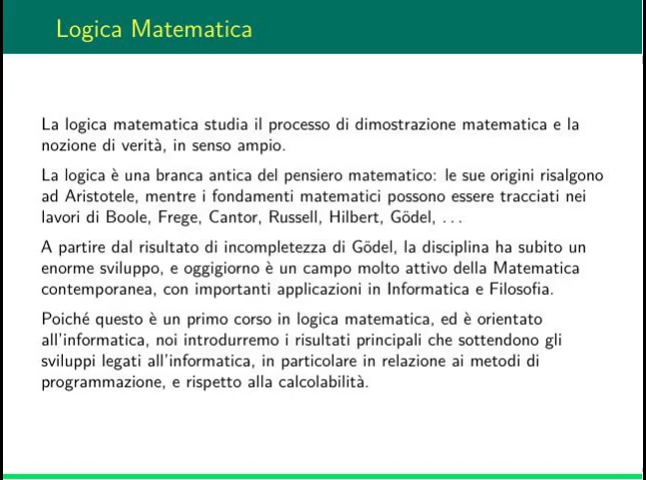 Logica Matematica
La logica matematica studia il processo di dimostrazione matematica e la
nozione di verità, in senso ampio.
La logica è una branca antica del pensiero matematico: le sue origini risalgono
ad Aristotele, mentre i fondamenti matematici possono essere tracciati nei
lavori di Boole, Frege, Cantor, Russell, Hilbert, Gödel, ...
A partire dal risultato di incompletezza di Gödel, la disciplina ha subito un
enorme sviluppo, e oggigiorno è un campo molto attivo della Matematica
contemporanea, con importanti applicazioni in Informatica e Filosofia.
Poiché questo è un primo corso in logica matematica, ed è orientato
all'informatica, noi introdurremo i risultati principali che sottendono gli
sviluppi legati all'informatica, in particolare in relazione ai metodi di
programmazione, e rispetto alla calcolabilità.